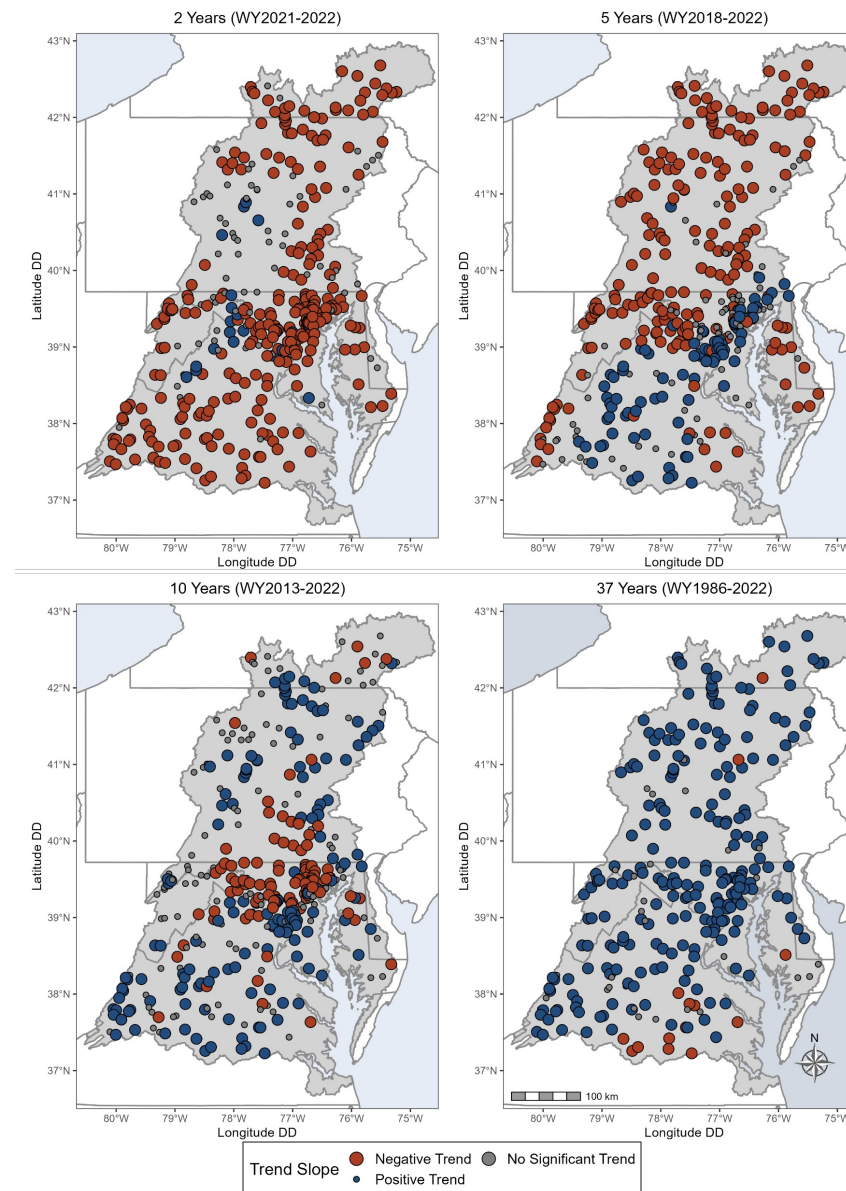 2 Years (WY2021-2022)
5 Years (WY2018-2022)
43°N
42°N
41°N
40°N
39°N
38°N
37°N
Latitude DD
80°W 79°W 78°W 77°W 76°W 75°W
Longitude DD
43°N
42°N
41°N
40°N
39°N
38°N
37°N
Latitude DD
80°W 79°W 78°W 77°W 76°W 75°W
Longitude DD
10 Years (WY2013-2022)
37 Years (WY1986-2022)
43°N
42°N
41°N
40°N
39°N
38°N
37°N
Latitude DD
80°W 79°W 78°W 77°W 76°W 75°W
Longitude DD
43°N
42°N
41°N
40°N
39°N
38°N
37°N
Latitude DD
N
100 km
80°W 79°W 78°W 77°W 76°W 75°W
Longitude DD
Trend Slope
Negative Trend
No Significant Trend
Positive Trend